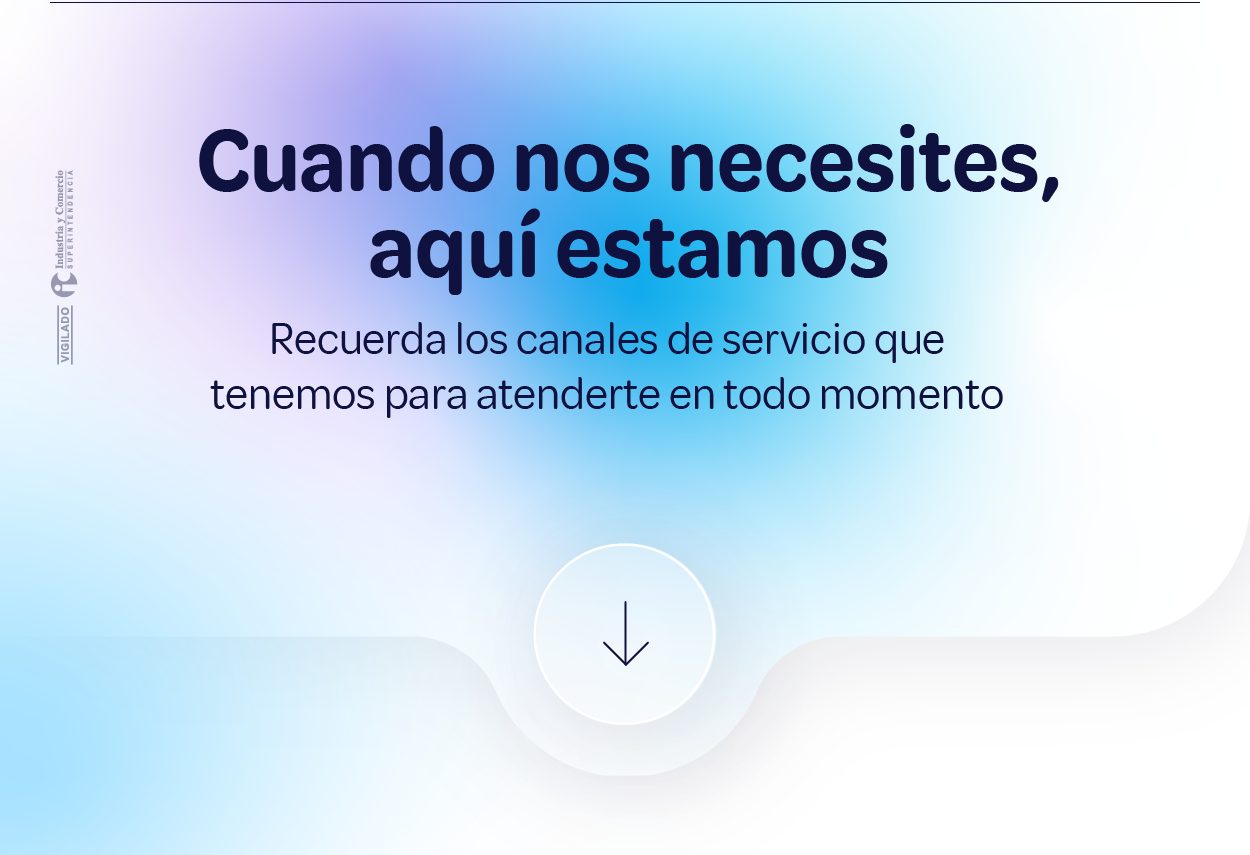 Cuando nos necesites,
aquí estamos
Recuerda los canales de servicio que
tenemos para atenderte en todo momento
Industria y Comercio
SUPERINTENDENCIA
VIGILADO